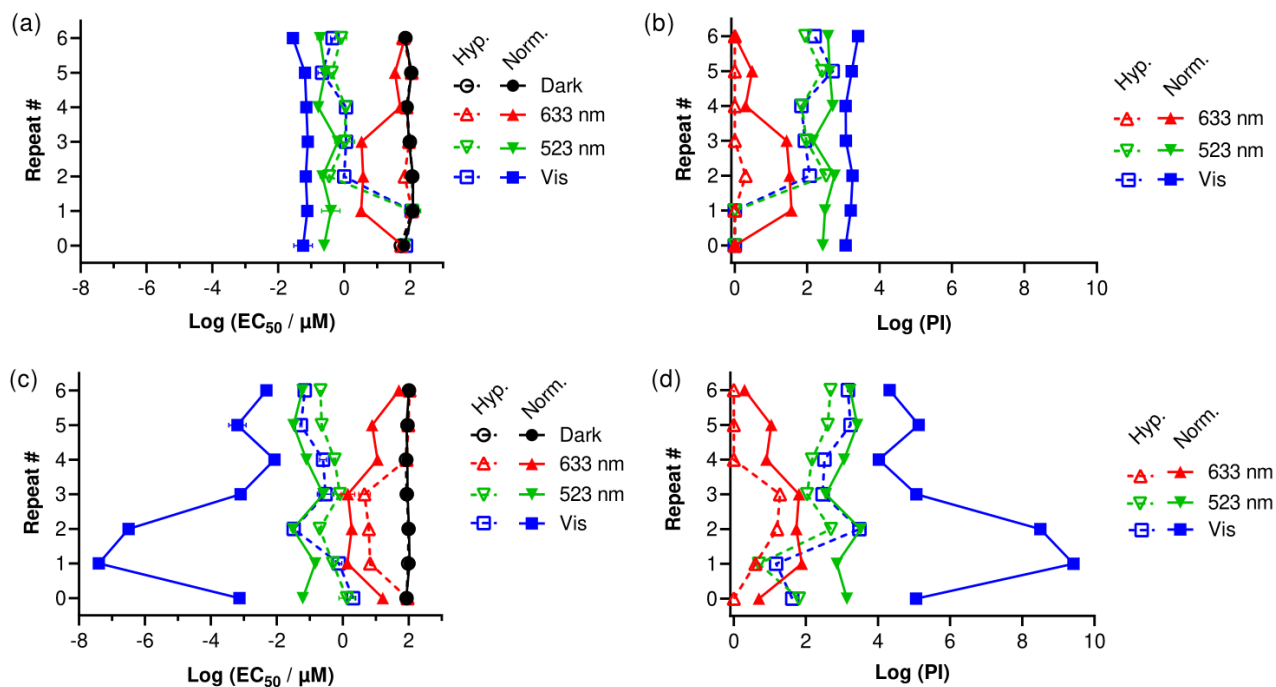 (a)
Repeat #
6
5
4
3
2
1
0
-8
-6
-4
-2
0
2
Log (EC₅₀ / µM)
Hyp.
Norm.
Dark
633 nm
523 nm
Vis
(b)
Repeat #
6
5
4
3
2
1
0
0
2
4
6
8
10
Log (PI)
Hyp.
Norm.
633 nm
523 nm
Vis
(c)
Repeat #
6
5
4
3
2
1
0
-8
-6
-4
-2
0
2
Log (EC₅₀ / µM)
Hyp.
Norm.
Dark
633 nm
523 nm
Vis
(d)
Repeat #
6
5
4
3
2
1
0
0
2
4
6
8
10
Log (PI)
Hyp.
Norm.
633 nm
523 nm
Vis